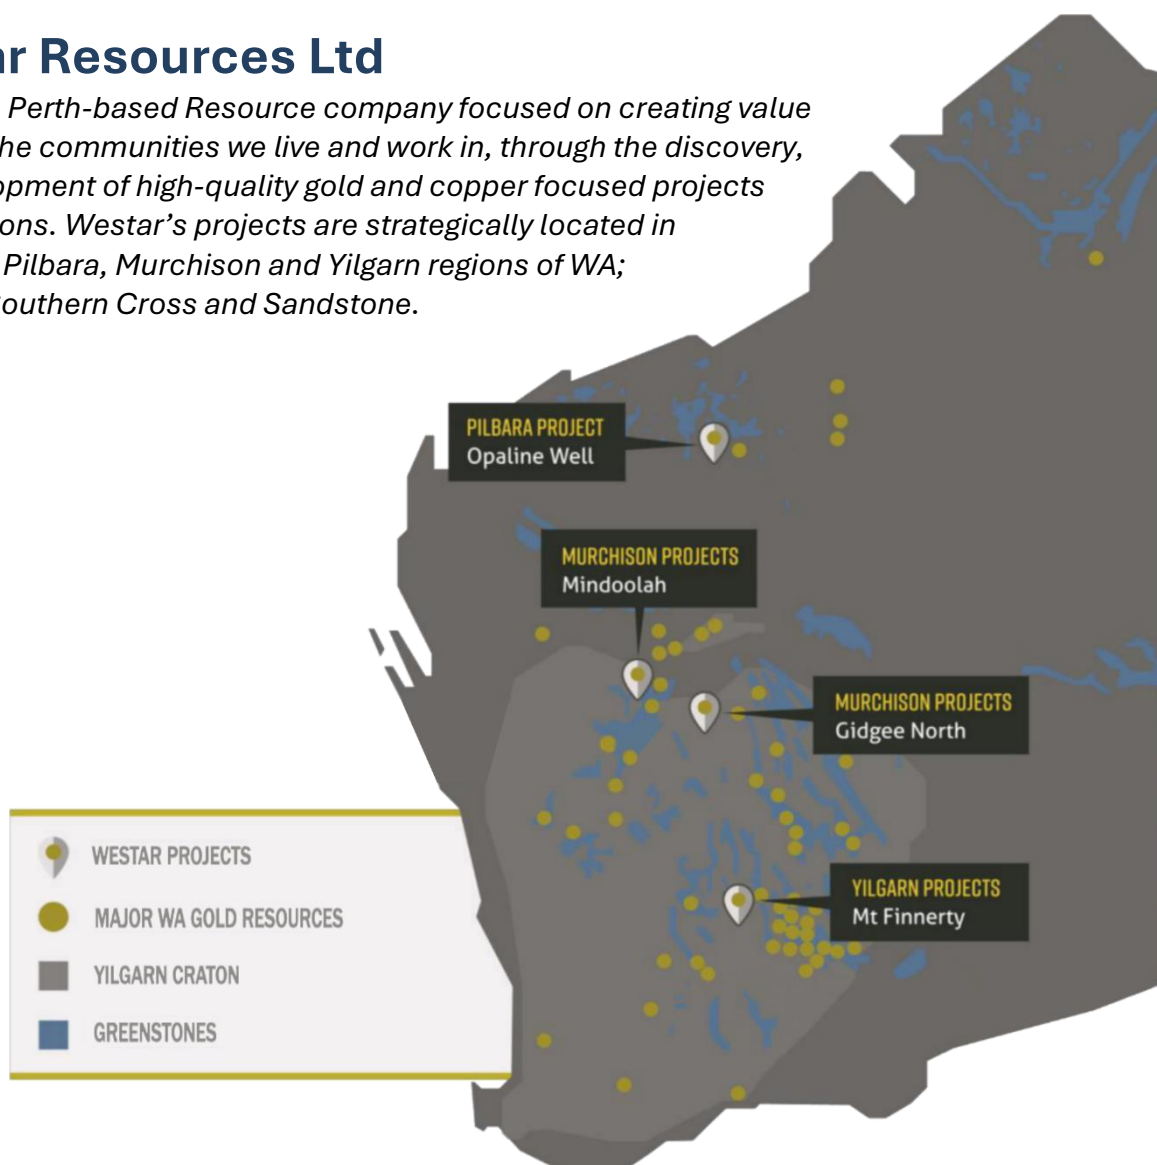 ar Resources Ltd
Perth-based Resource company focused on creating value
he communities we live and work in, through the discovery,
opment of high-quality gold and copper focused projects
ons. Westar’s projects are strategically located in
Pilbara, Murchison and Yilgarn regions of WA;
outhern Cross and Sandstone.
PILBARA PROJECT
Opaline Well
MURCHISON PROJECTS
Mindoolah
MURCHISON PROJECTS
Gidgee North
YILGARN PROJECTS
Mt Finnerty
WESTAR PROJECTS
MAJOR WA GOLD RESOURCES
YILGARN CRATON
GREENSTONES